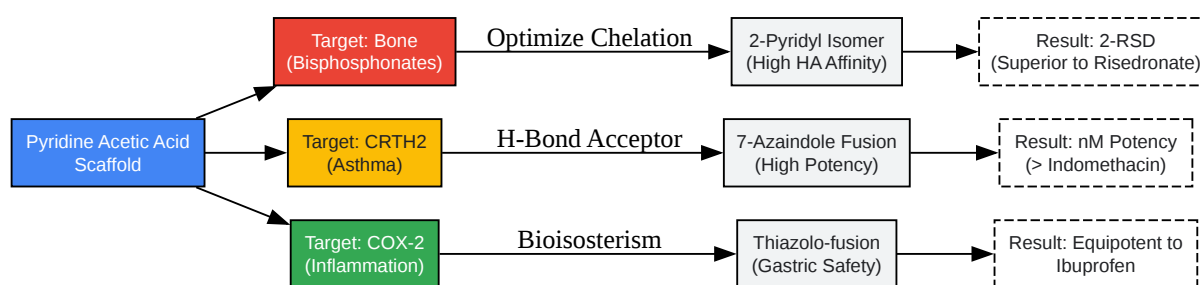 Pyridine Acetic Acid
Scaffold
Target: Bone
(Bisphosphonates)
Optimize Chelation
2-Pyridyl Isomer
(High HA Affinity)
Result: 2-RSD
(Superior to Risedronate)
Target: CRTH2
(Asthma)
H-Bond Acceptor
7-Azaindole Fusion
(High Potency)
Result: nM Potency
(> Indomethacin)
Target: COX-2
(Inflammation)
Bioisosterism
Thiazolo-fusion
(Gastric Safety)
Result: Equipotent to
Ibuprofen